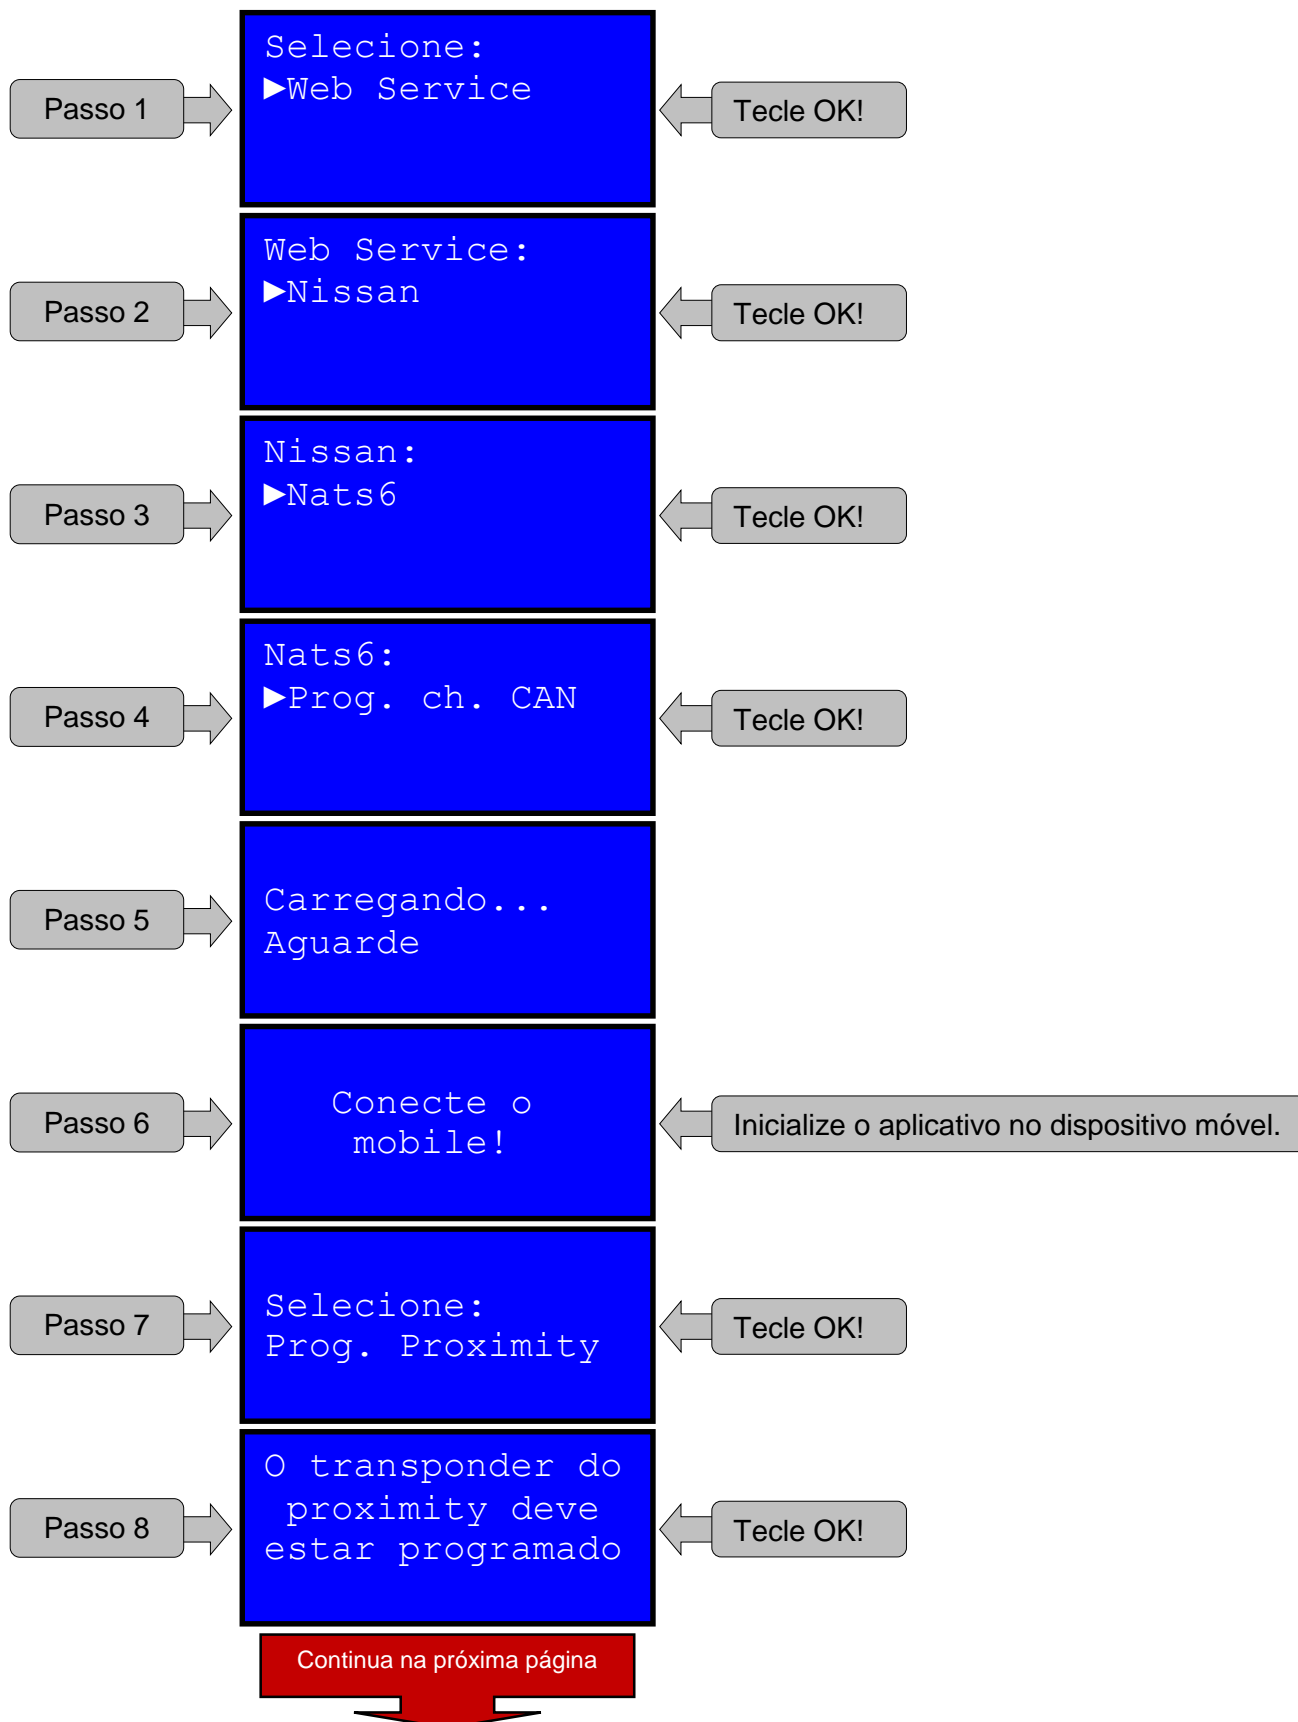 Selecione:
►Web Service
Passo 1
Tecle OK!
Web Service:
►Nissan
Passo 2
Tecle OK!
Nissan:
►Nats6
Passo 3
Tecle OK!
Nats6:
►Prog. ch. CAN
Passo 4
Tecle OK!
Carregando...
Aguarde
Passo 5
Conecte o
mobile!
Passo 6
Inicialize o aplicativo no dispositivo móvel.
Selecione:
Prog. Proximity
Passo 7
Tecle OK!
O transponder do
proximity deve
estar programado
Passo 8
Tecle OK!
Continua na próxima página